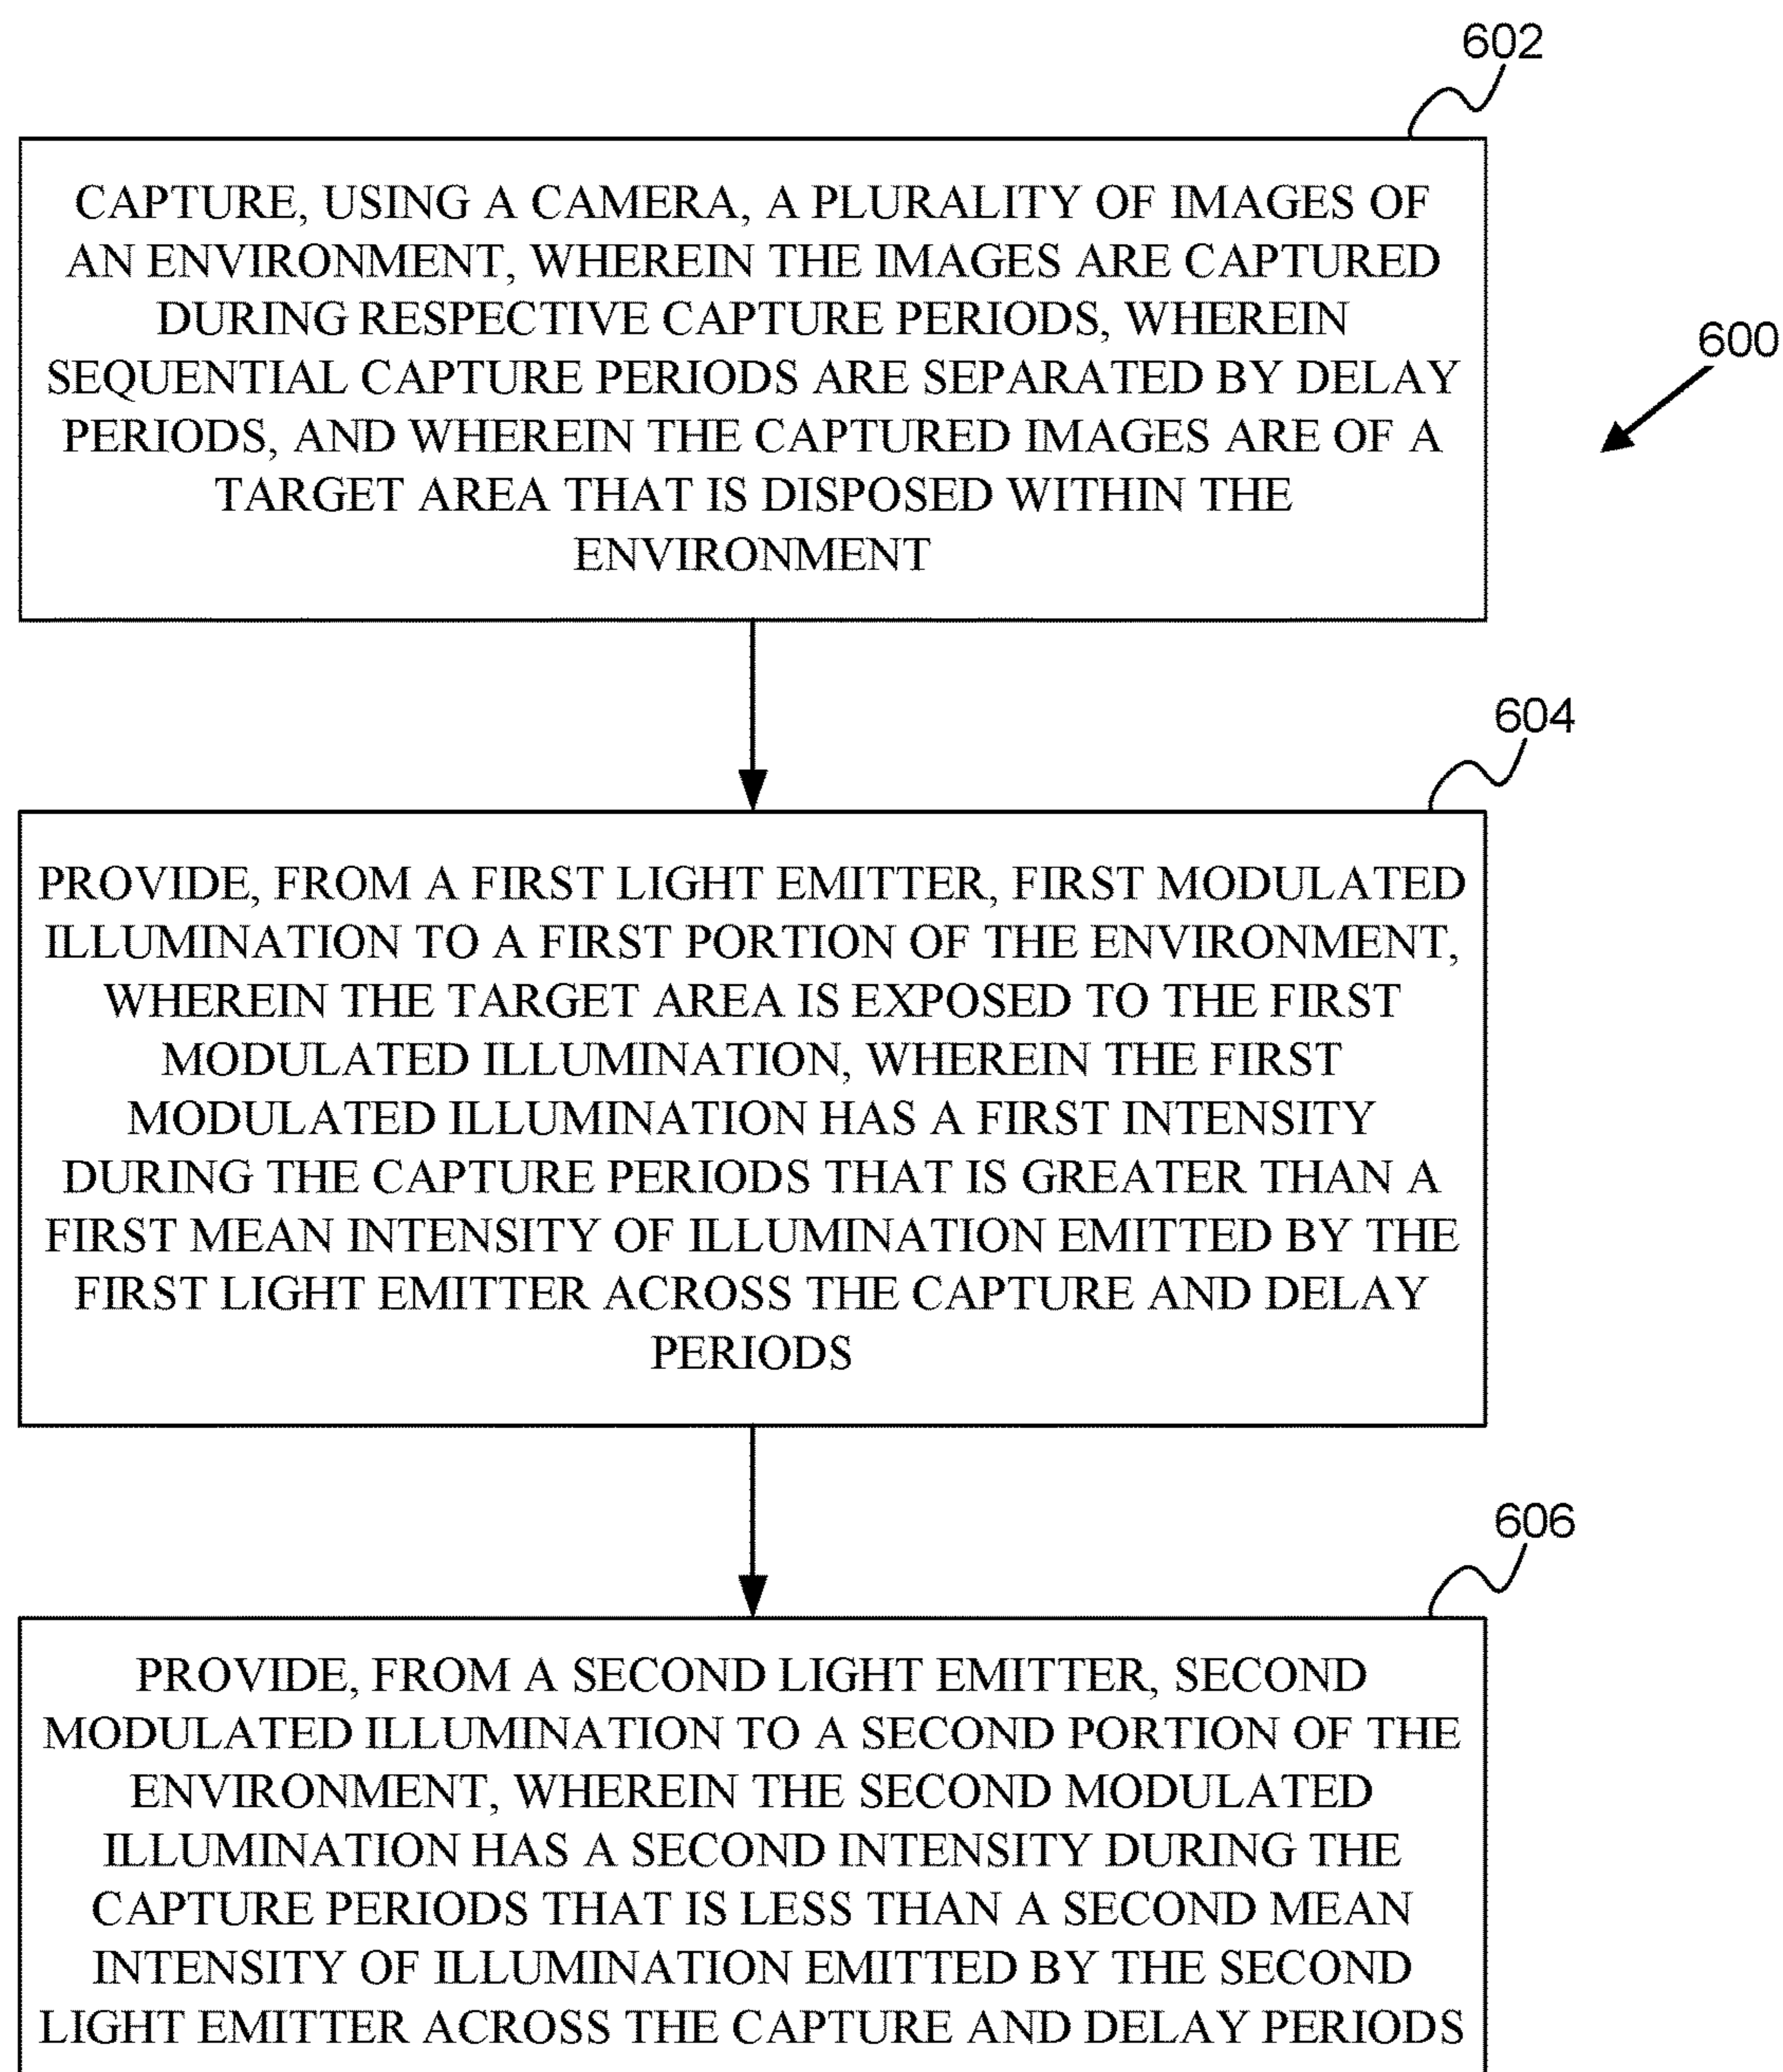 602
CAPTURE, USING A CAMERA, A PLURALITY OF IMAGES OF
AN ENVIRONMENT, WHEREIN THE IMAGES ARE CAPTURED
DURING RESPECTIVE CAPTURE PERIODS, WHEREIN
SEQUENTIAL CAPTURE PERIODS ARE SEPARATED BY DELAY
PERIODS, AND WHEREIN THE CAPTURED IMAGES ARE OF A
TARGET AREA THAT IS DISPOSED WITHIN THE
ENVIRONMENT
600
604
PROVIDE, FROM A FIRST LIGHT EMITTER, FIRST MODULATED
ILLUMINATION TO A FIRST PORTION OF THE ENVIRONMENT,
WHEREIN THE TARGET AREA IS EXPOSED TO THE FIRST
MODULATED ILLUMINATION, WHEREIN THE FIRST
MODULATED ILLUMINATION HAS A FIRST INTENSITY
DURING THE CAPTURE PERIODS THAT IS GREATER THAN A
FIRST MEAN INTENSITY OF ILLUMINATION EMITTED BY THE
FIRST LIGHT EMITTER ACROSS THE CAPTURE AND DELAY
PERIODS
606
PROVIDE, FROM A SECOND LIGHT EMITTER, SECOND
MODULATED ILLUMINATION TO A SECOND PORTION OF THE
ENVIRONMENT, WHEREIN THE SECOND MODULATED
ILLUMINATION HAS A SECOND INTENSITY DURING THE
CAPTURE PERIODS THAT IS LESS THAN A SECOND MEAN
INTENSITY OF ILLUMINATION EMITTED BY THE SECOND
LIGHT EMITTER ACROSS THE CAPTURE AND DELAY PERIODS